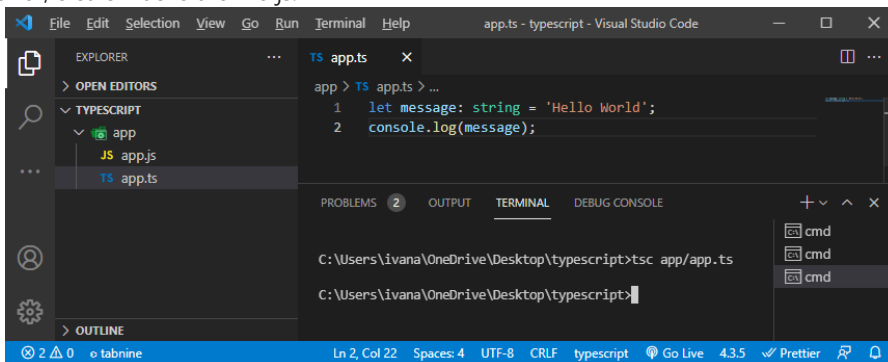 File Edit Selection View Go Run Terminal Help app.ts - typescript - Visual Studio Code
EXPLORER
OPEN EDITORS
TYPESCRIPT
app
JS app.js
TS app.ts
TS app.ts
app > TS app.ts > ...
1 let message: string = 'Hello World';
2 console.log(message);
PROBLEMS 2 OUTPUT TERMINAL DEBUG CONSOLE
C:\Users\ivana\OneDrive\Desktop\typescript>tsc app/app.ts
C:\Users\ivana\OneDrive\Desktop\typescript>
cmd
cmd
cmd
OUTLINE
2 0 tabnine Ln 2, Col 22 Spaces: 4 UTF-8 CRLF typescript Go Live 4.3.5 Prettier